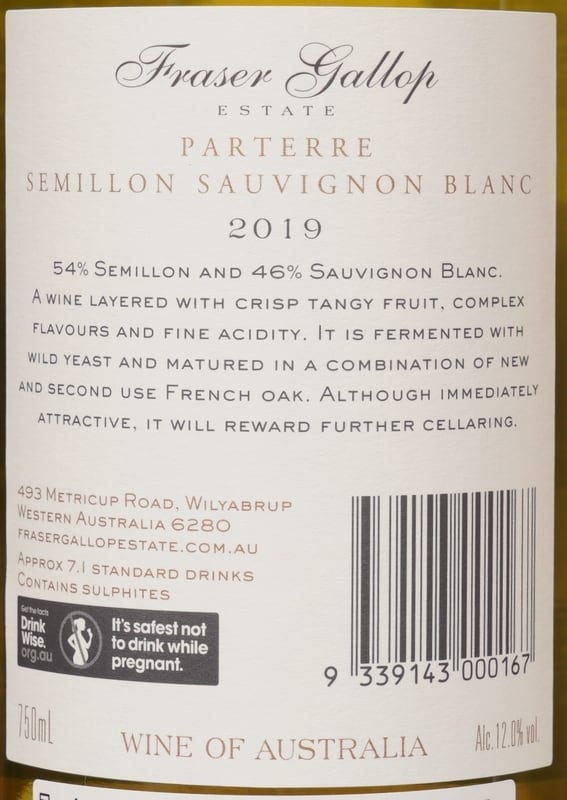 Fraser Gallop
ESTATE
PARTERRE
SEMILLON SAUVIGNON BLANC
2019
54% SEMILLON AND 46% SAUVIGNON BLANC.
A WINE LAYERED WITH CRISP TANGY FRUIT, COMPLEX
FLAVOURS AND FINE ACIDITY. IT IS FERMENTED WITH
WILD YEAST AND MATURED IN A COMBINATION OF NEW
AND SECOND USE FRENCH OAK. ALTHOUGH IMMEDIATELY
ATTRACTIVE, IT WILL REWARD FURTHER CELLARING.
493 METRICUP ROAD, WILYABRUP
WESTERN AUSTRALIA 6280
FRASERGALLOPESTATE.COM.AU
APPROX 7.1 STANDARD DRINKS
CONTAINS SULPHITES
Get the facts
Drink
Wise.
org.au
It's safest not
to drink while
pregnant.
9 339143 000167
750mL
WINE OF AUSTRALIA
Alc.12.0% vol.